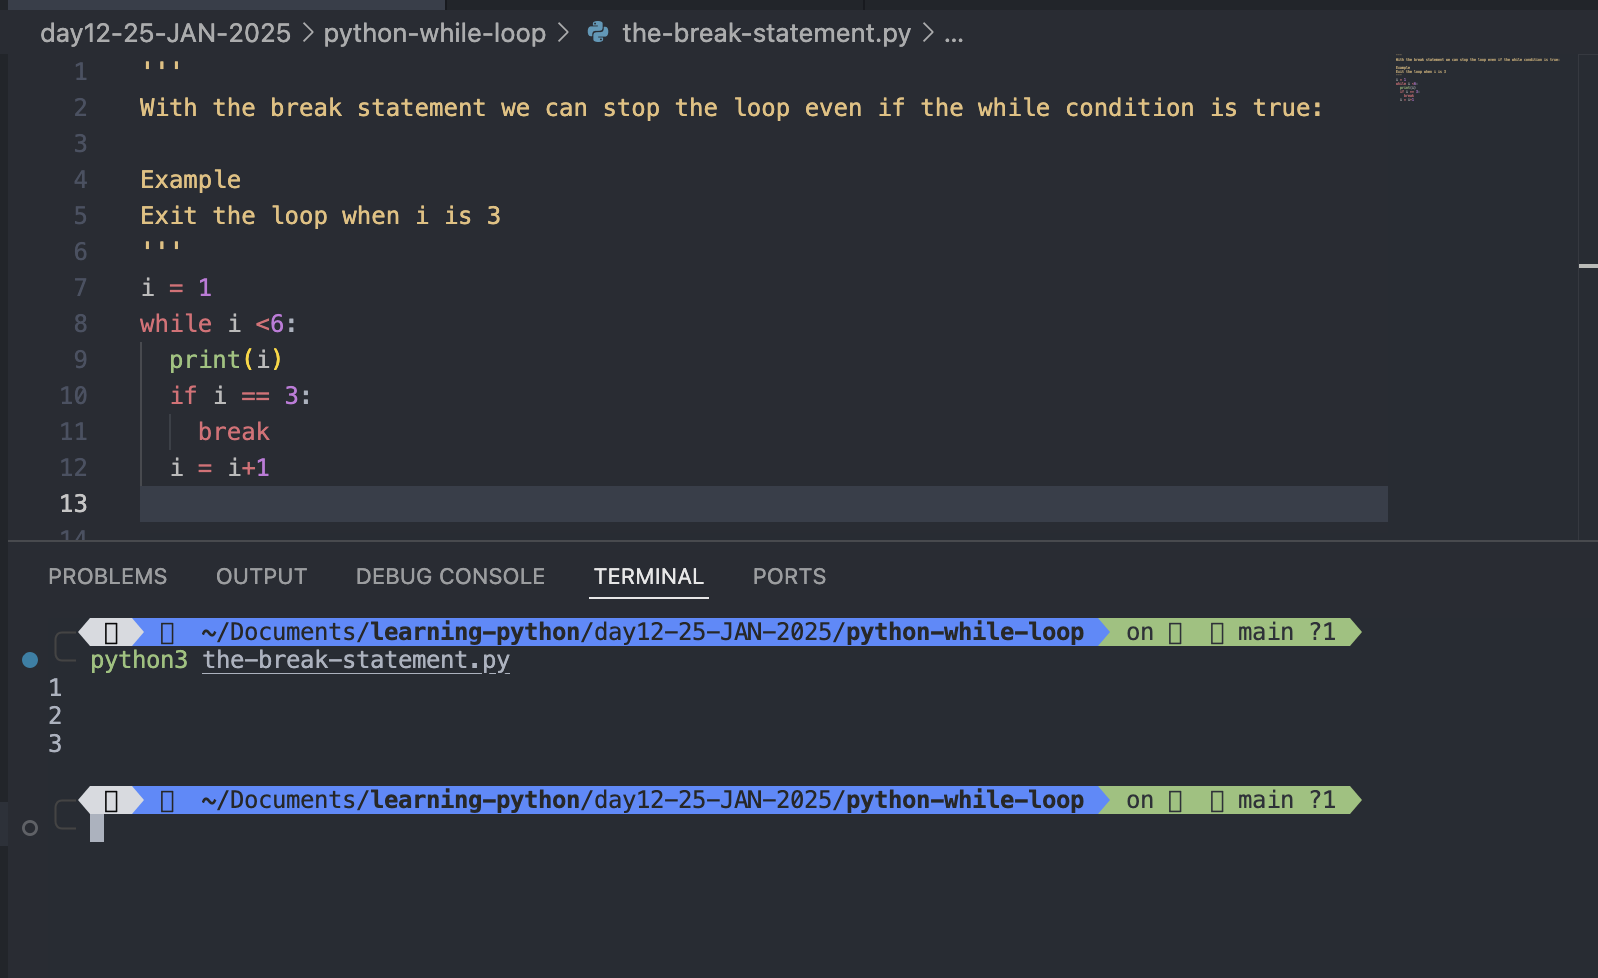 day12-25-JAN-2025 > python-while-loop > the-break-statement.py > ...
1 '''
2 With the break statement we can stop the loop even if the while condition is true:
3
4 Example
5 Exit the loop when i is 3
6 '''
7 i = 1
8 while i <6:
9 print(i)
10 if i == 3:
11 break
12 i = i+1
13
14
PROBLEMS OUTPUT DEBUG CONSOLE TERMINAL PORTS
~/Documents/learning-python/day12-25-JAN-2025/python-while-loop on main ?1
python3 the-break-statement.py
1
2
3
~/Documents/learning-python/day12-25-JAN-2025/python-while-loop on main ?1